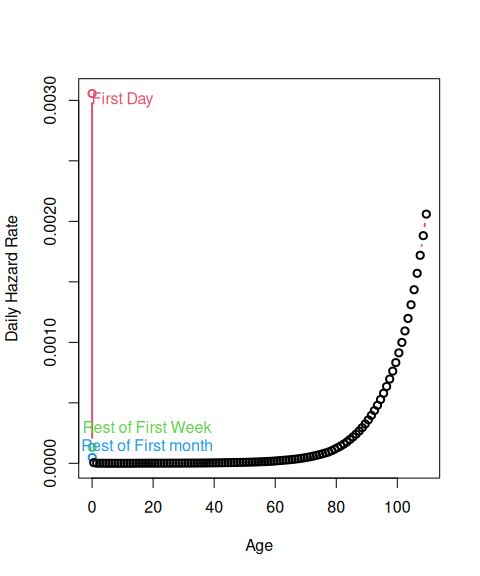 0.0030
First Day
0.0020
Daily Hazard Rate
0.0010
Rest of First Week
Rest of First month
0.0000
0 20 40 60 80 100
Age